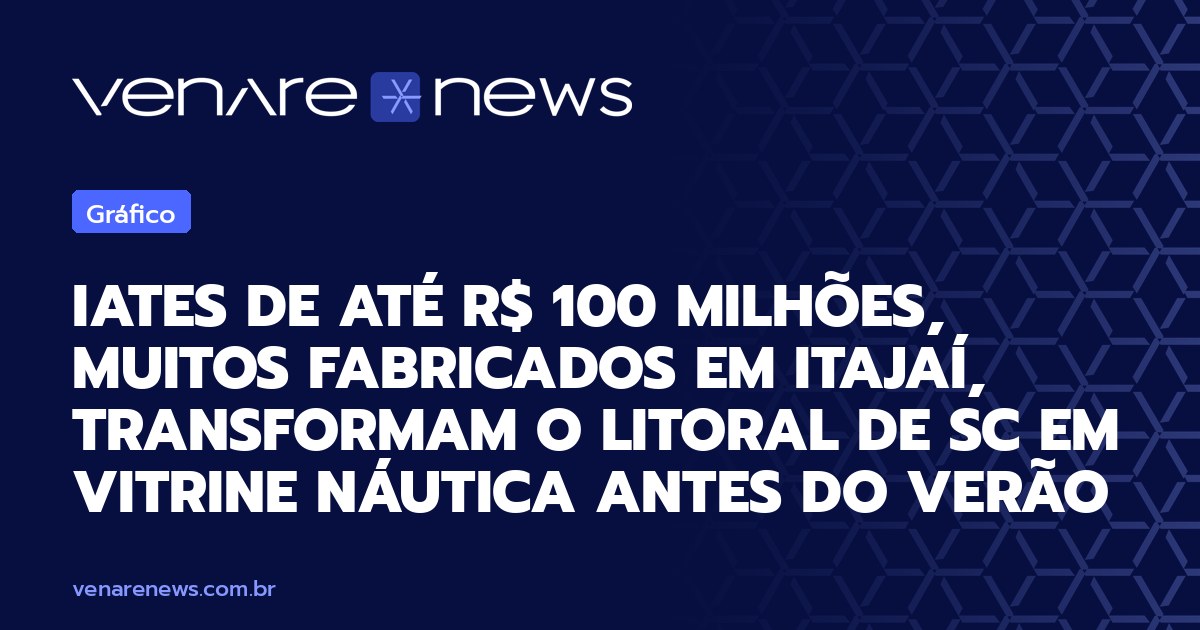 venare news
Gráfico
IATES DE ATÉ R$ 100 MILHÕES,
MUITOS FABRICADOS EM ITAJAÍ,
TRANSFORMAM O LITORAL DE SC EM
VITRINE NÁUTICA ANTES DO VERÃO
venarenews.com.br